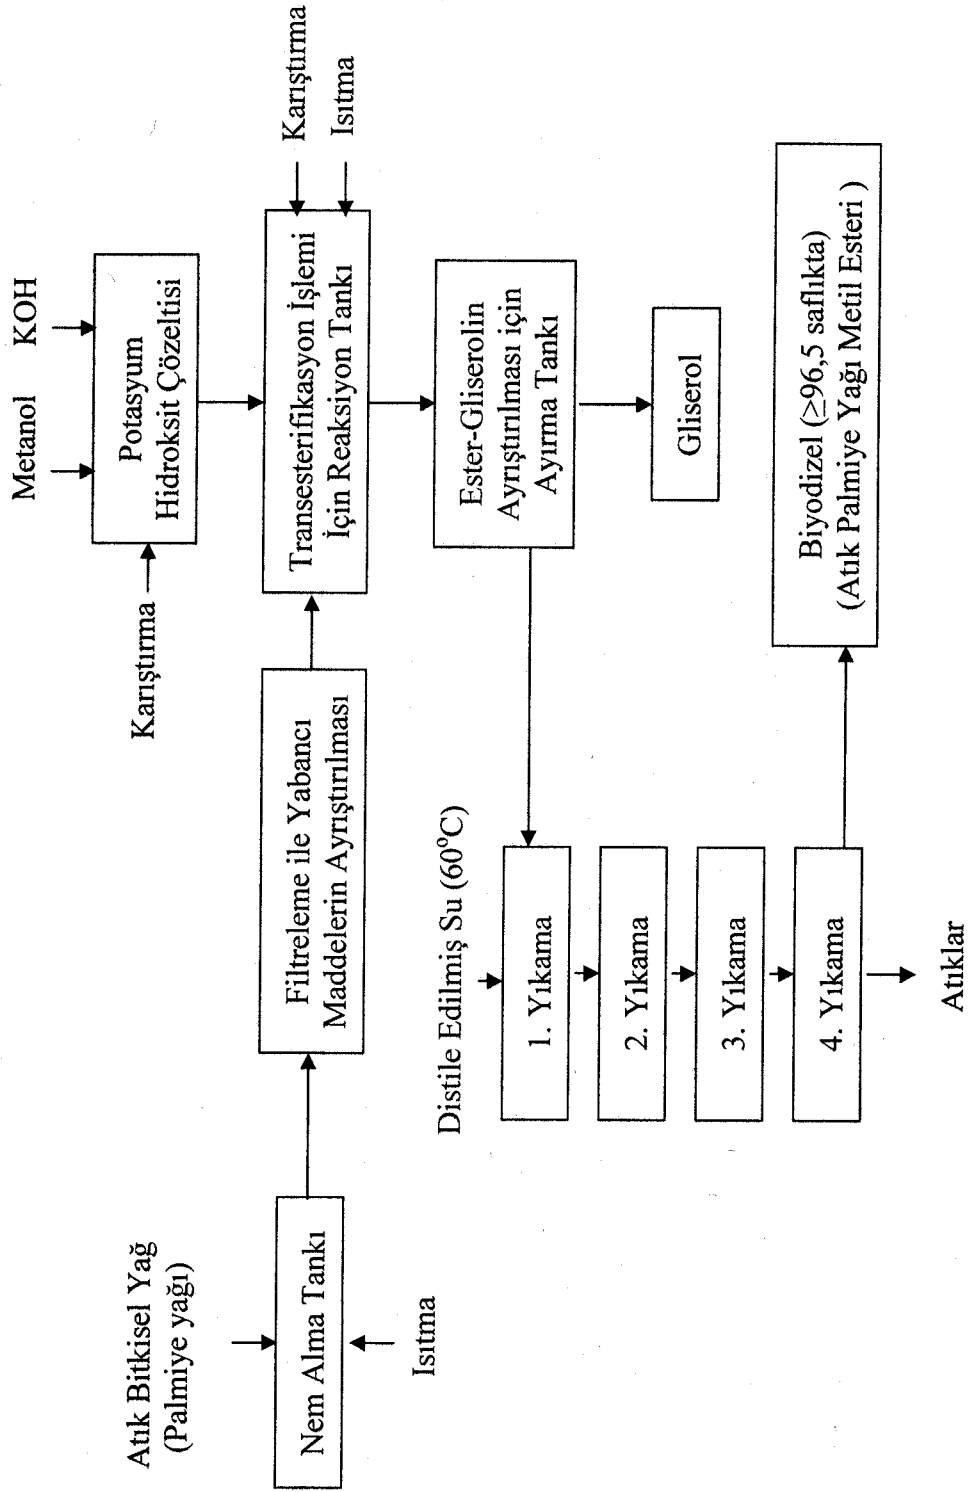 Atık Bitkisel Yağ
(Palmiye yağı)
Nem Alma Tankı
Isıtma
Filtreleme ile Yabancı
Maddelerin Ayrıştırılması
Metanol
KOH
Karıştırma
Potasyum
Hidroksit Çözeltisi
Transesterifikasyon İşlemi
İçin Reaksiyon Tankı
Karıştırma
Isıtma
Ester-Gliserolin
Ayrıştırılması için
Ayırma Tankı
Gliserol
Distile Edilmiş Su (60°C)
1. Yıkama
2. Yıkama
3. Yıkama
4. Yıkama
Atıklar
Biyodizel (≥96,5 saflıkta)
(Atık Palmiye Yağı Metil Esteri )